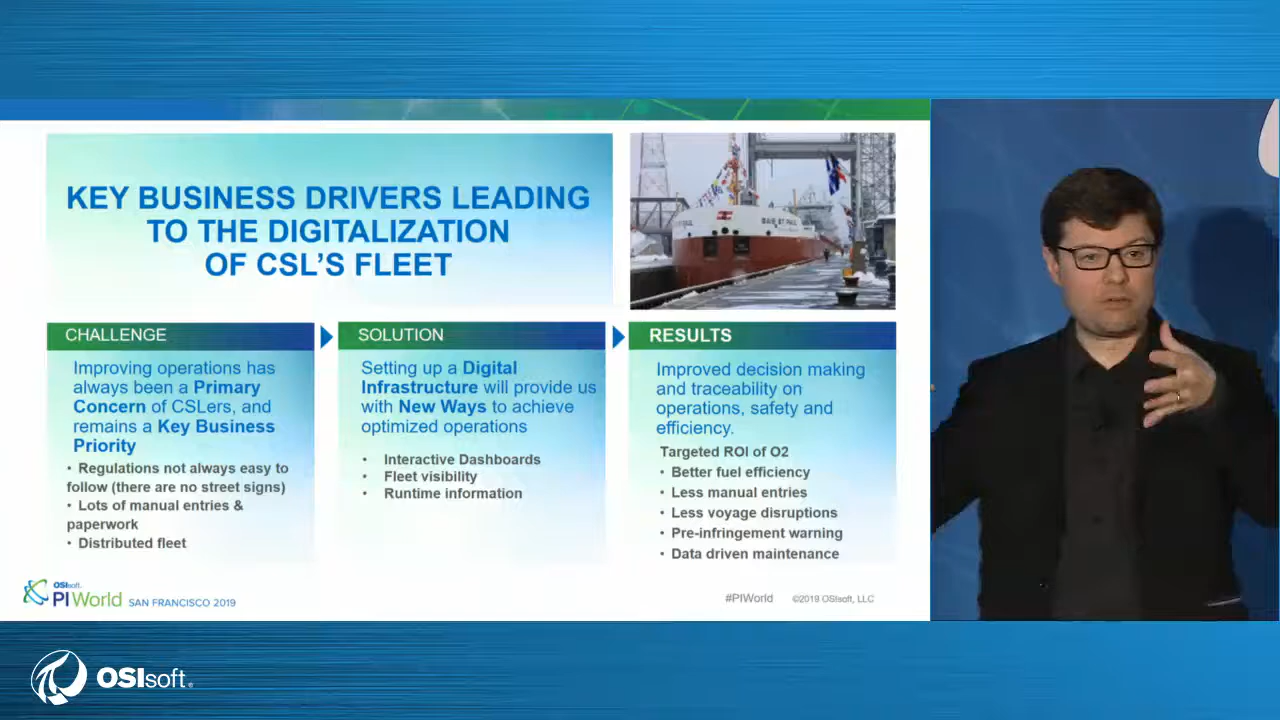 KEY BUSINESS DRIVERS LEADING
TO THE DIGITALIZATION
OF CSL'S FLEET
CHALLENGE
Improving operations has
always been a Primary
Concern of CSLers, and
remains a Key Business
Priority
• Regulations not always easy to
follow (there are no street signs)
• Lots of manual entries &
paperwork
• Distributed fleet
SOLUTION
Setting up a Digital
Infrastructure will provide us
with New Ways to achieve
optimized operations
• Interactive Dashboards
• Fleet visibility
• Runtime information
RESULTS
Improved decision making
and traceability on
operations, safety and
efficiency.
Targeted ROI of O2
• Better fuel efficiency
• Less manual entries
• Less voyage disruptions
• Pre-infringement warning
• Data driven maintenance
OSIsoft.
PI World SAN FRANCISCO 2019
#PIWorld ©2019 OSIsoft, LLC
OSIsoft.